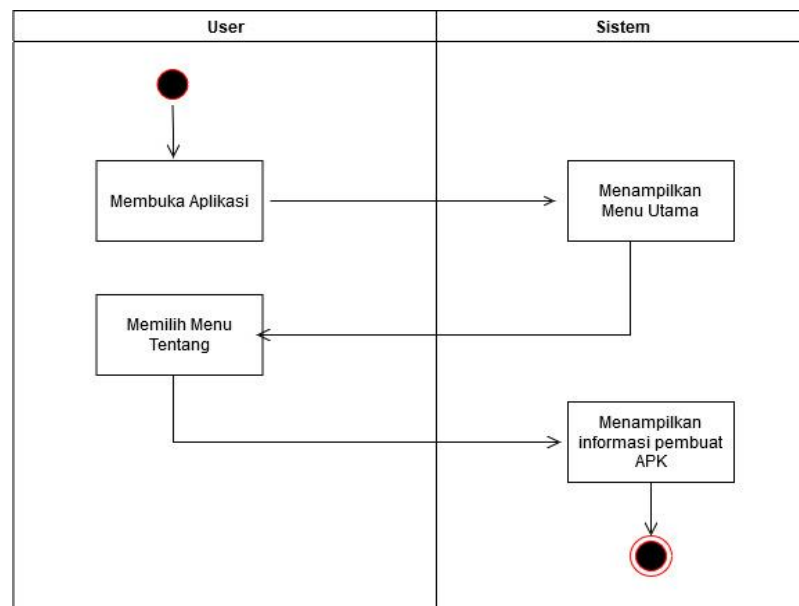 User
Sistem
Membuka Aplikasi
Menampilkan
Menu Utama
Memilih Menu
Tentang
Menampilkan
informasi pembuat
APK